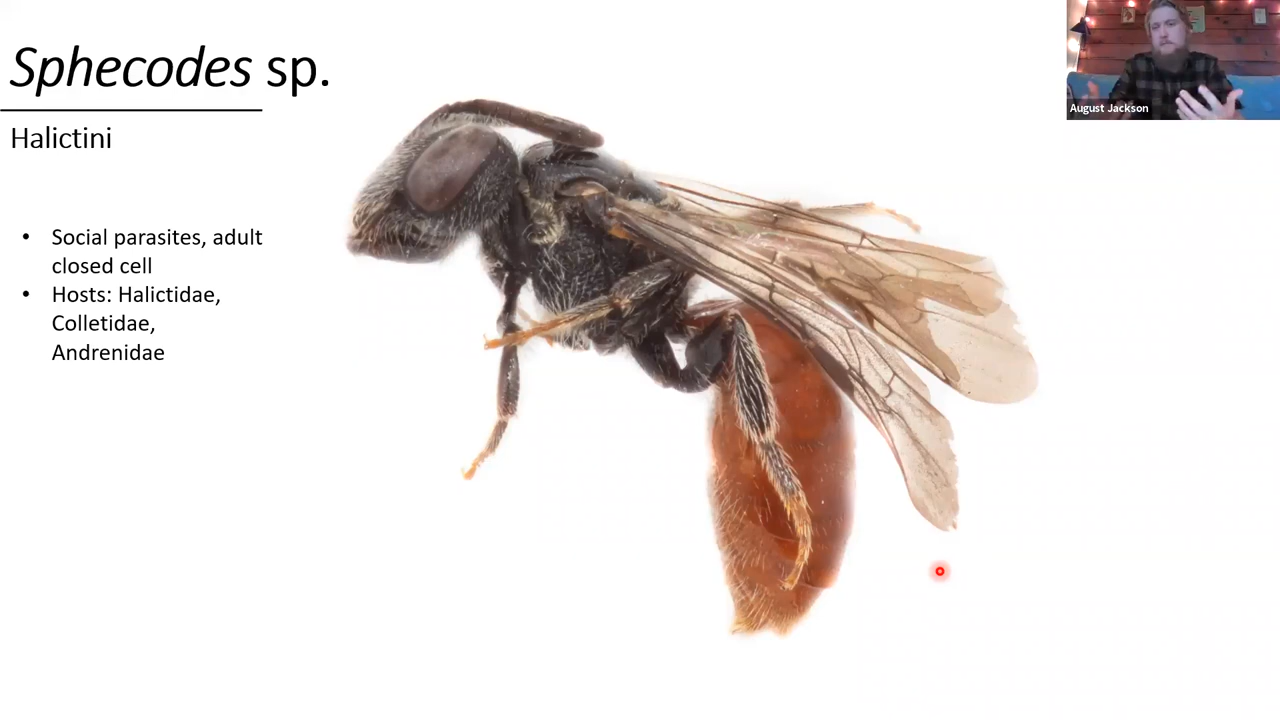 Sphecodes sp.
Halictini
• Social parasites, adult
closed cell
• Hosts: Halictidae,
Colletidae,
Andrenidae
August Jackson